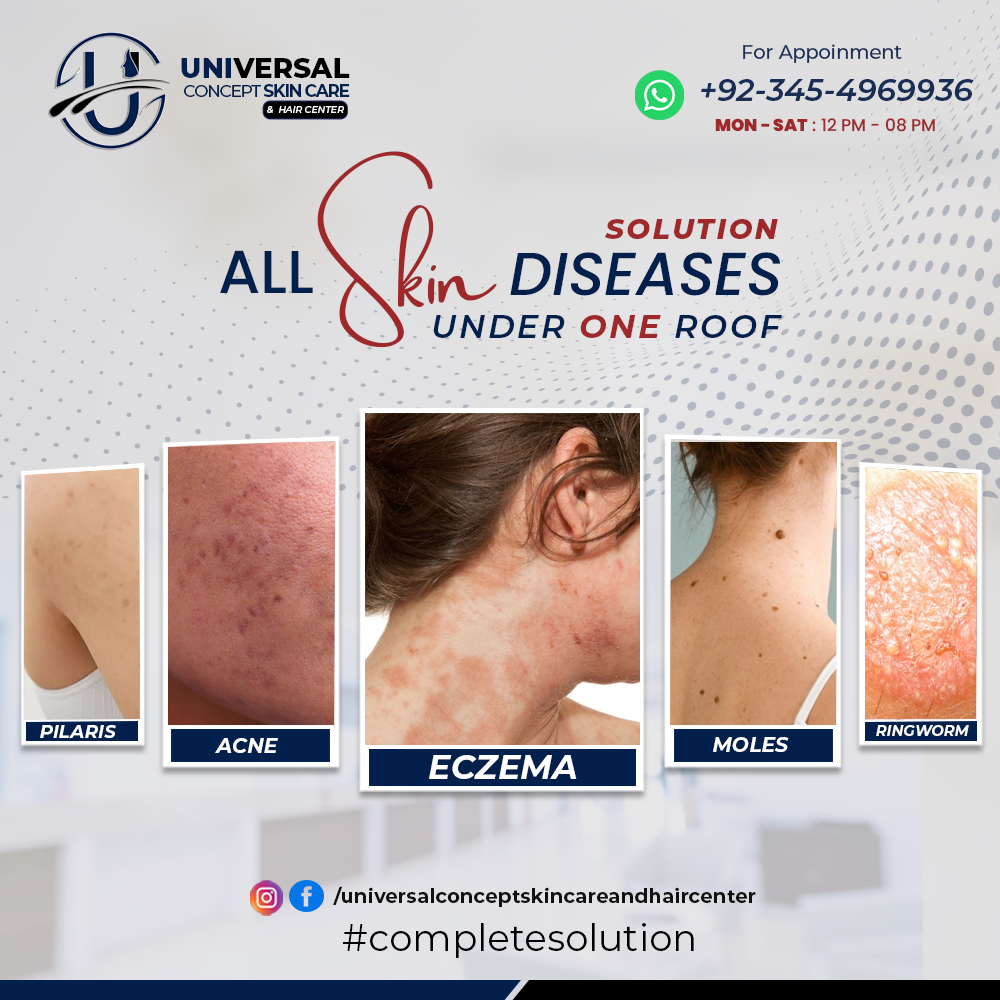 UNIVERSAL
CONCEPT SKIN CARE
& HAIR CENTER
For Appoinment
+92-345-4969936
MON - SAT : 12 PM - 08 PM
SOLUTION
ALL Skin DISEASES
UNDER ONE ROOF
PILARIS
ACNE
ECZEMA
MOLES
RINGWORM
/universalconceptskincareandhaircenter
#completesolution